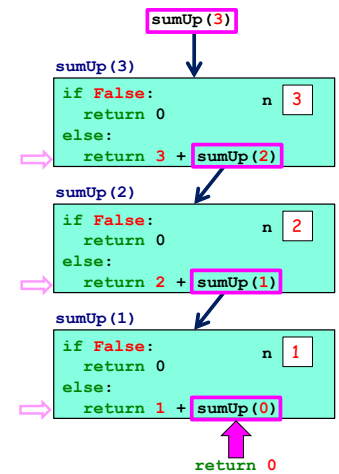 sumUp(3)
sumUp(3)
if False: n 3
return 0
else:
return 3 + sumUp(2)
sumUp(2)
if False: n 2
return 0
else:
return 2 + sumUp(1)
sumUp(1)
if False: n 1
return 0
else:
return 1 + sumUp(0)
return 0